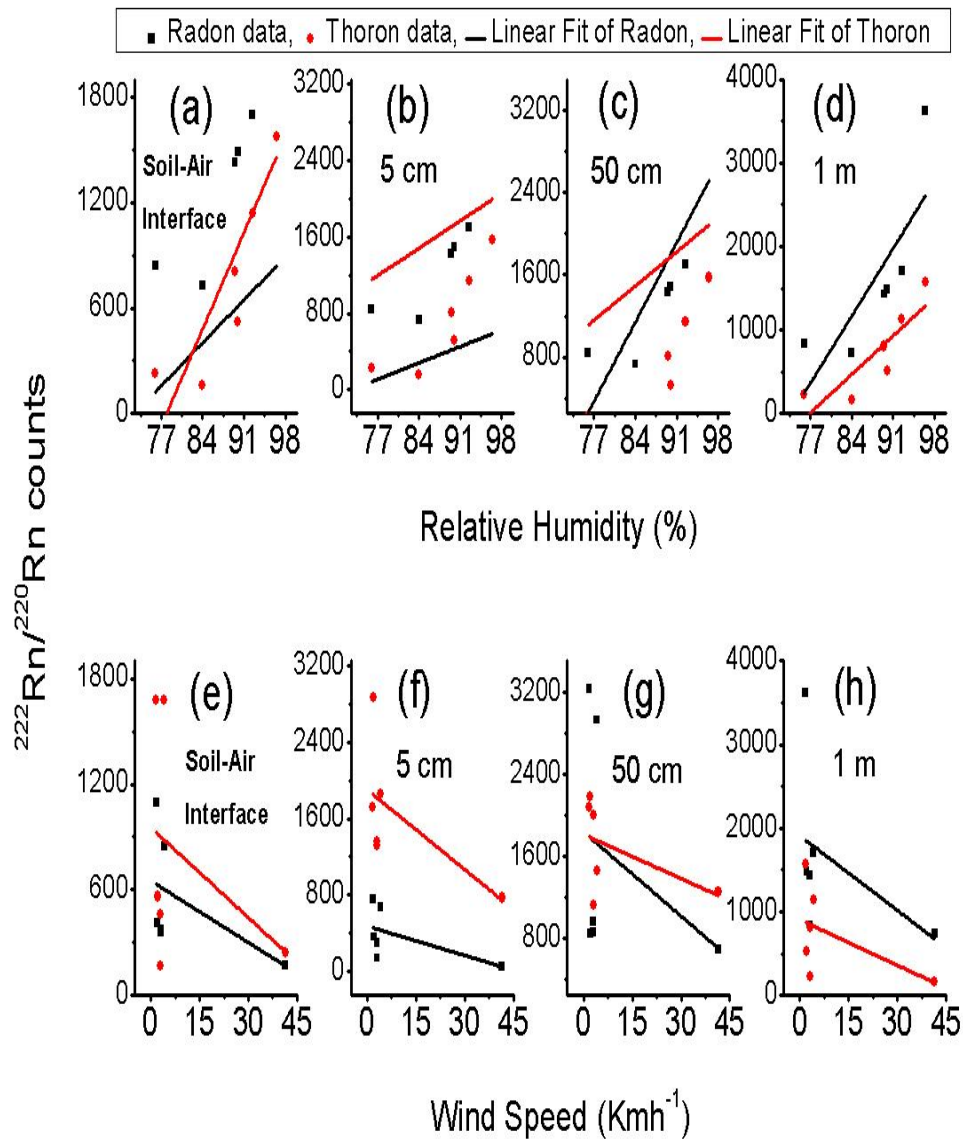 Radon data, Thoron data, Linear Fit of Radon, Linear Fit of Thoron
(a) Soil-Air Interface
1800 1200 600 0
77 84 91 98
(b) 5 cm
3200 2400 1600 800 0
77 84 91 98
(c) 50 cm
3200 2400 1600 800
77 84 91 98
(d) 1 m
4000 3000 2000 1000 0
77 84 91 98
Relative Humidity (%)
²²²Rn/²²⁰Rn counts
(e) Soil-Air Interface
1800 1200 600 0
0 15 30 45
(f) 5 cm
3200 2400 1600 800 0
0 15 30 45
(g) 50 cm
3200 2400 1600 800
0 15 30 45
(h) 1 m
4000 3000 2000 1000 0
0 15 30 45
Wind Speed (Kmh⁻¹)